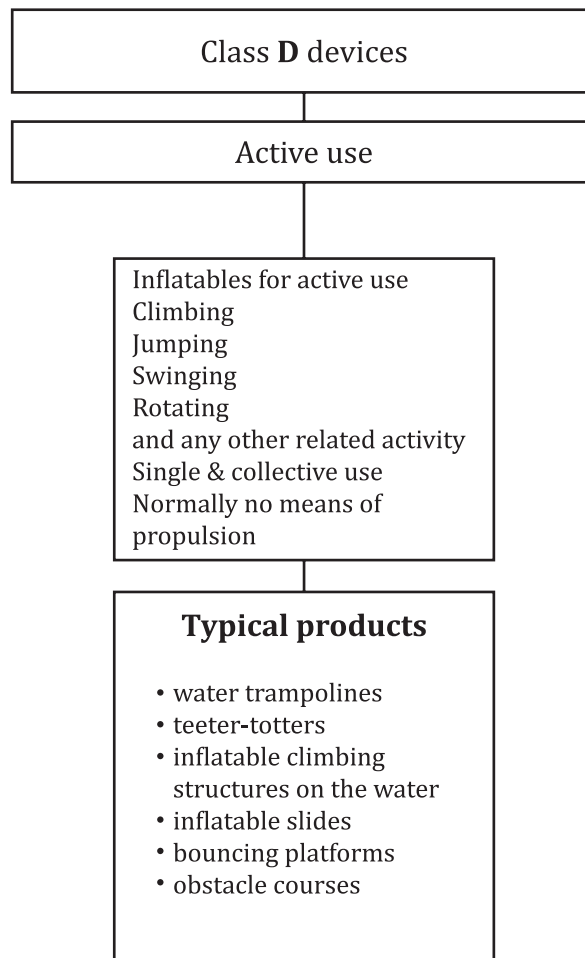 Class D devices
Active use
Inflatables for active use
Climbing
Jumping
Swinging
Rotating
and any other related activity
Single & collective use
Normally no means of
propulsion
Typical products
• water trampolines
• teeter-totters
• inflatable climbing
structures on the water
• inflatable slides
• bouncing platforms
• obstacle courses